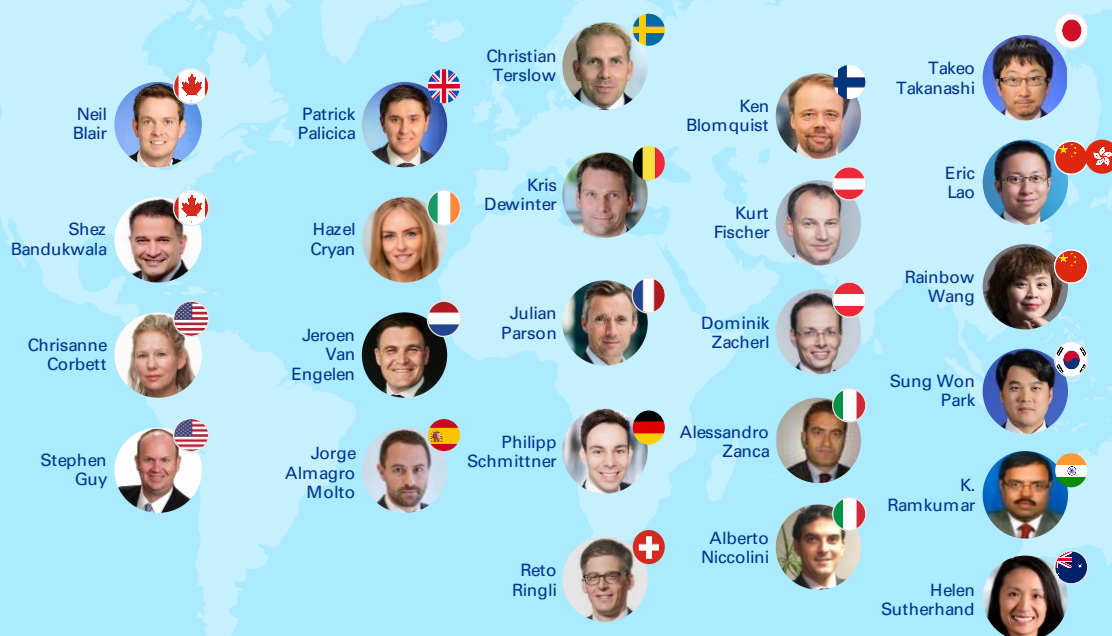 Neil
Blair
Shez
Bandukwala
Chrisanne
Corbett
Stephen
Guy
Patrick
Palicica
Hazel
Cryan
Jeroen
Van
Engelen
Jorge
Almagro
Molto
Christian
Terslow
Kris
Dewinter
Julian
Parson
Philipp
Schmittner
Reto
Ringli
Ken
Blomquist
Kurt
Fischer
Dominik
Zacherl
Alessandro
Zanca
Alberto
Niccolini
Takeo
Takanashi
Eric
Lao
Rainbow
Wang
Sung Won
Park
K.
Ramkumar
Helen
Sutherhand